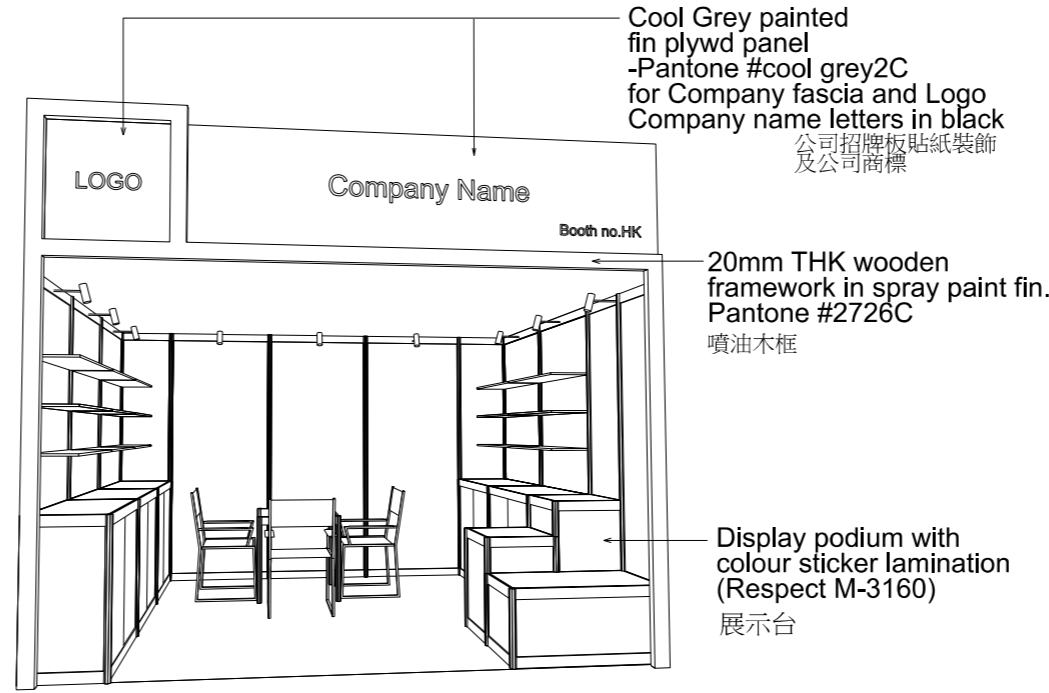 Cool Grey painted
fin plywd panel
-Pantone #cool grey2C
for Company fascia and Logo
Company name letters in black
公司招牌板貼紙裝飾
及公司商標
LOGO
Company Name
Booth no.HK
20mm THK wooden
framework in spray paint fin.
Pantone #2726C
噴油木框
Display podium with
colour sticker lamination
(Respect M-3160)
展示台